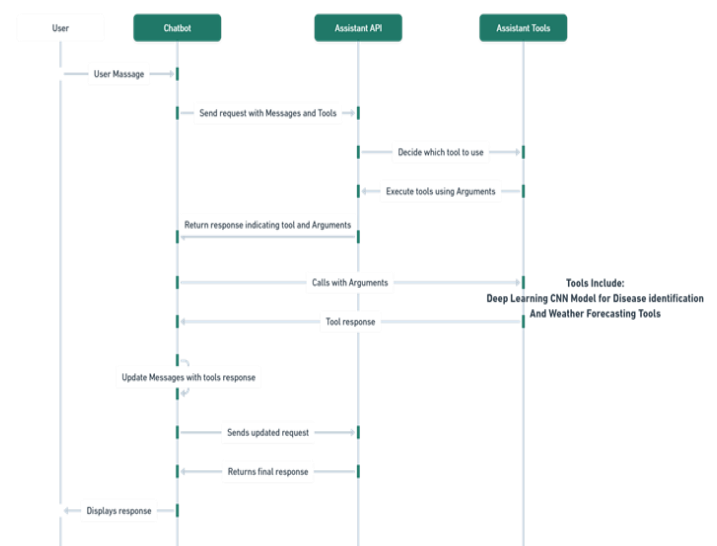 User
Chatbot
Assistant API
Assistant Tools
User Massage
Send request with Messages and Tools
Decide which tool to use
Execute tools using Arguments
Return response indicating tool and Arguments
Calls with Arguments
Tools Include:
Deep Learning CNN Model for Disease identification
And Weather Forecasting Tools
Tool response
Update Messages with tools response
Sends updated request
Returns final response
Displays response